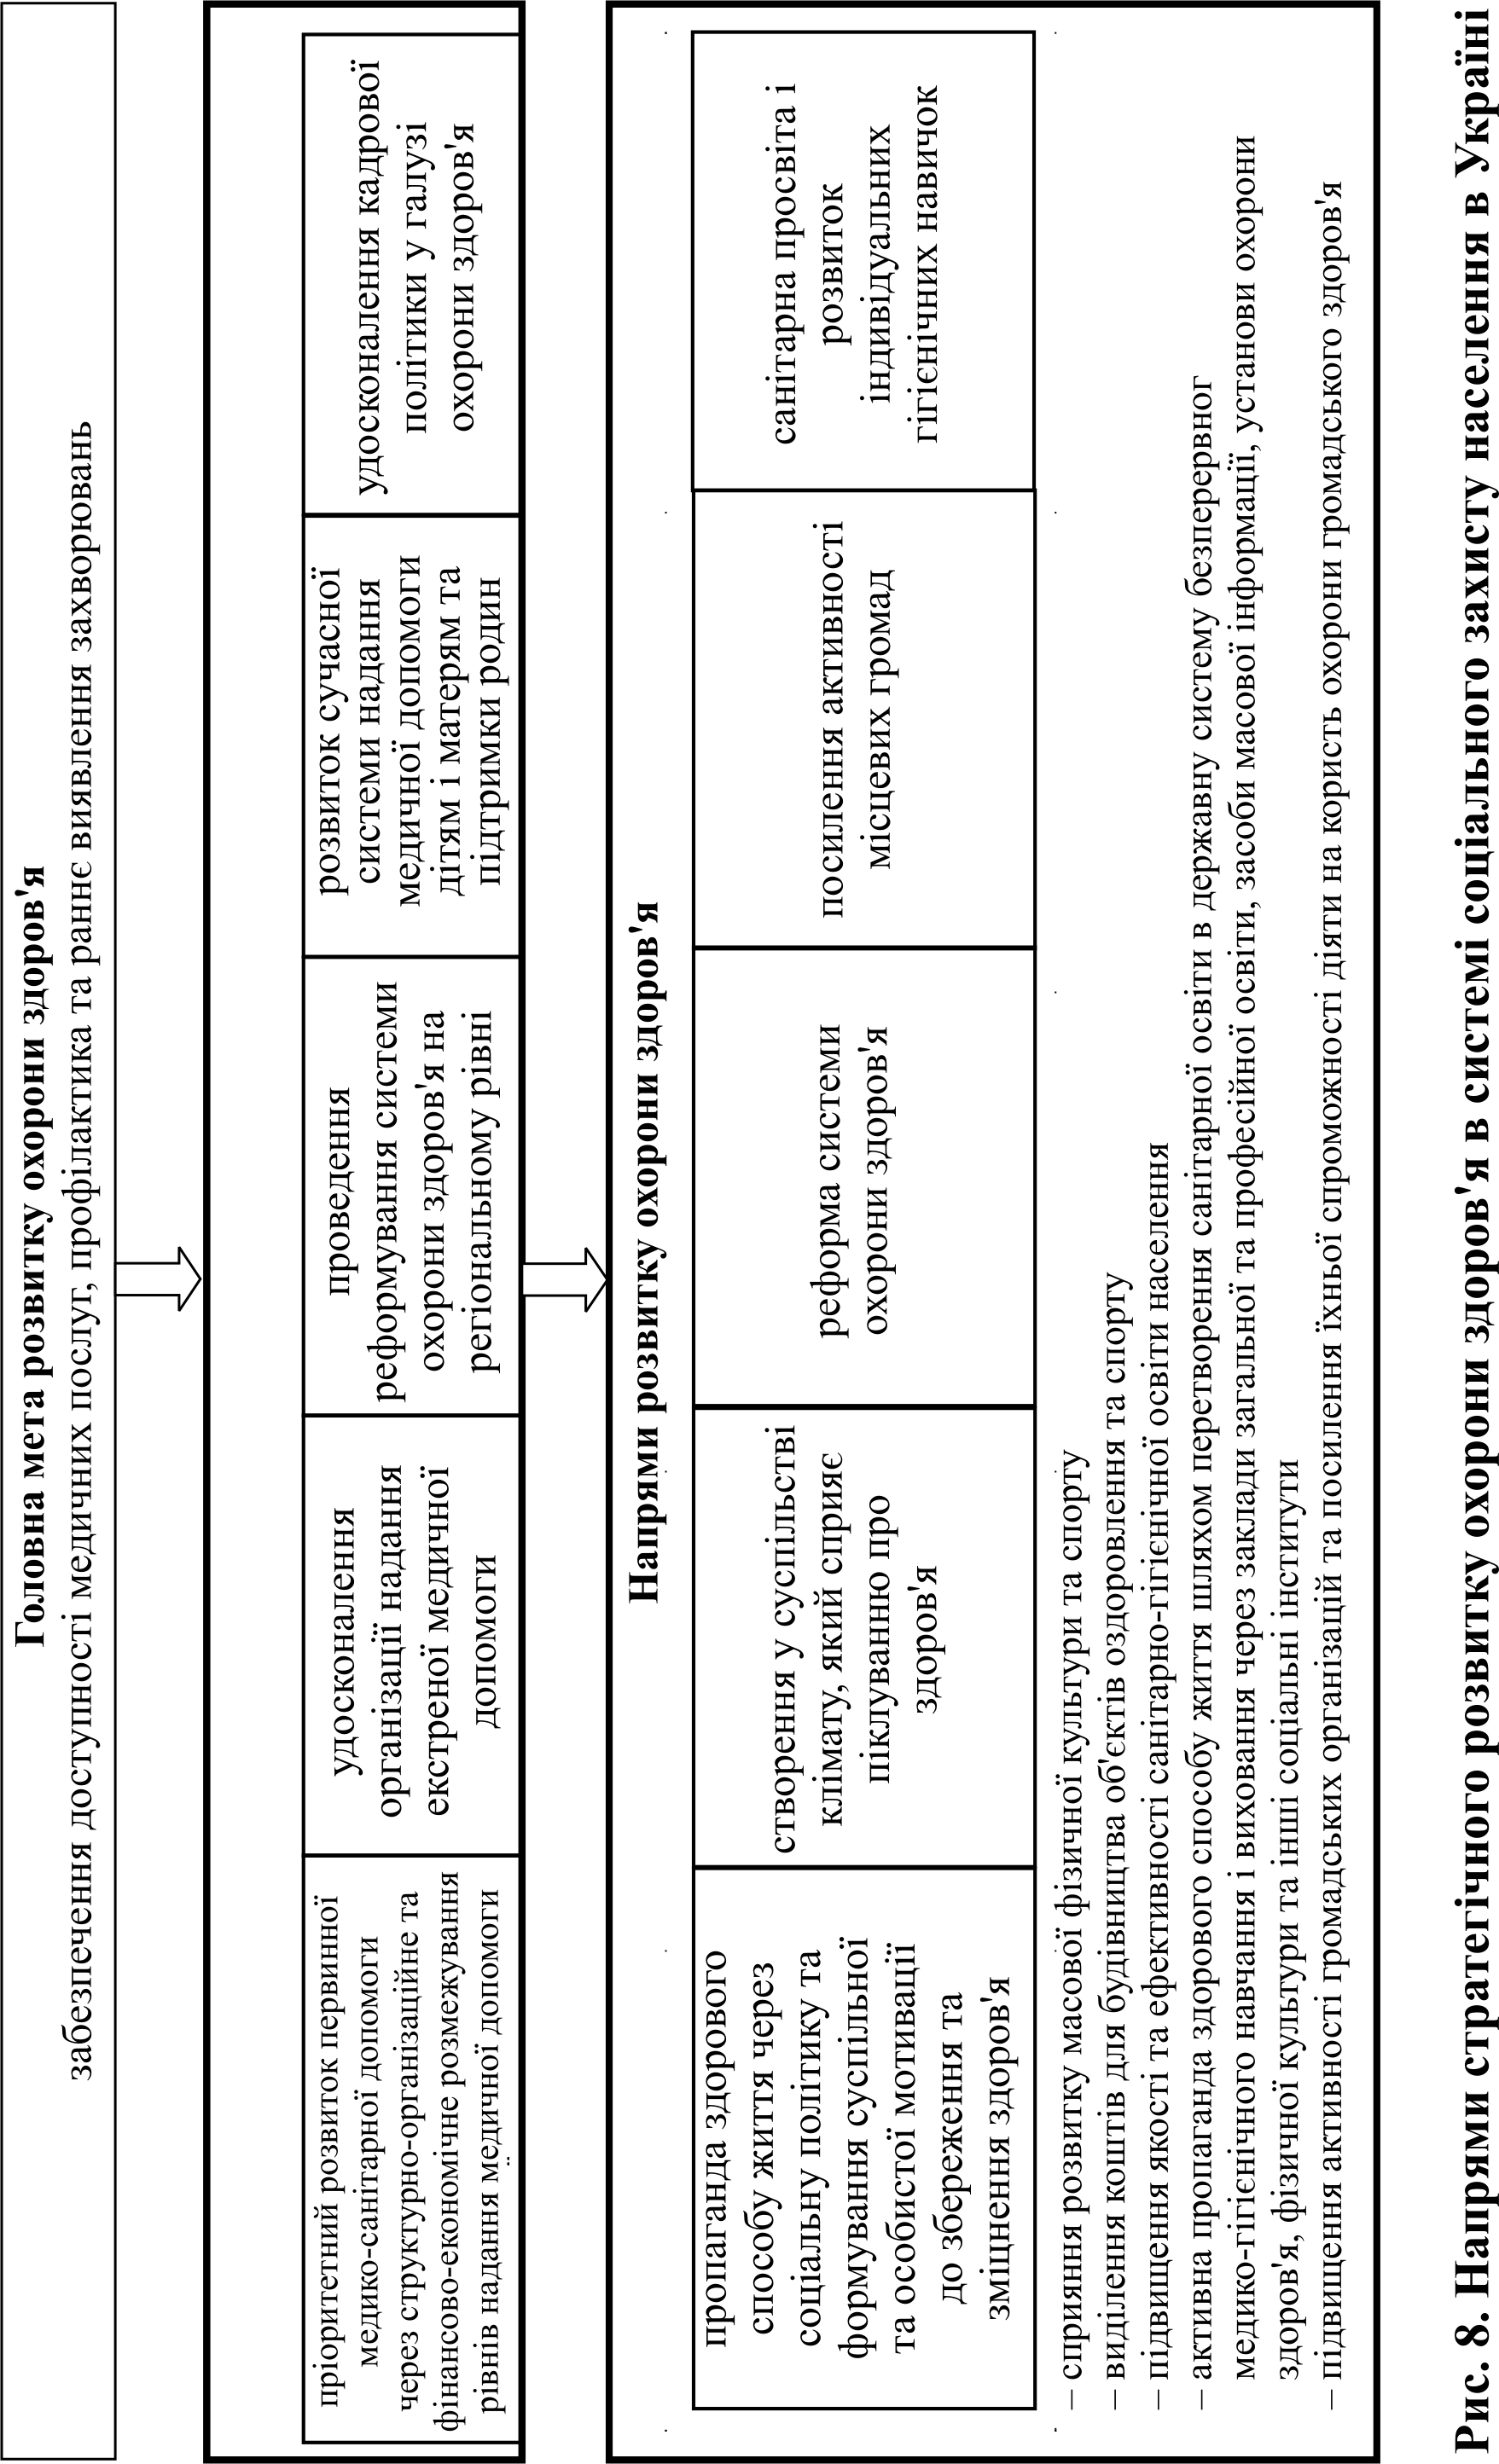 Головна мета розвитку охорони здоров'я
забезпечення доступності медичних послуг, профілактика та раннє виявлення захворювань
пріоритетний розвиток первинної
медико-санітарної допомоги
через структурно-організаційне та
фінансово-економічне розмежування
рівнів надання медичної допомоги
удосконалення
організації надання
екстреної медичної
допомоги
проведення
реформування системи
охорони здоров'я на
регіональному рівні
розвиток сучасної
системи надання
медичної допомоги
дітям і матерям та
підтримки родин
удосконалення кадрової
політики у галузі
охорони здоров'я
Напрями розвитку охорони здоров'я
пропаганда здорового
способу життя через
соціальну політику та
формування суспільної
та особистої мотивації
до збереження та
зміцнення здоров'я
створення у суспільстві
клімату, який сприяє
піклуванню про
здоров'я
реформа системи
охорони здоров'я
посилення активності
місцевих громад
санітарна просвіта і
розвиток
індивідуальних
гігієнічних навичок
– сприяння розвитку масової фізичної культури та спорту
– виділення коштів для будівництва об'єктів оздоровлення та спорту
– підвищення якості та ефективності санітарно-гігієнічної освіти населення
– активна пропаганда здорового способу життя шляхом перетворення санітарної освіти в державну систему безперервног
медико-гігієнічного навчання і виховання через заклади загальної та професійної освіти, засоби масової інформації, установи охорони
здоров'я, фізичної культури та інші соціальні інститути
– підвищення активності громадських організацій та посилення їхньої спроможності діяти на користь охорони громадського здоров'я
Рис. 8. Напрями стратегічного розвитку охорони здоров'я в системі соціального захисту населення в Україні